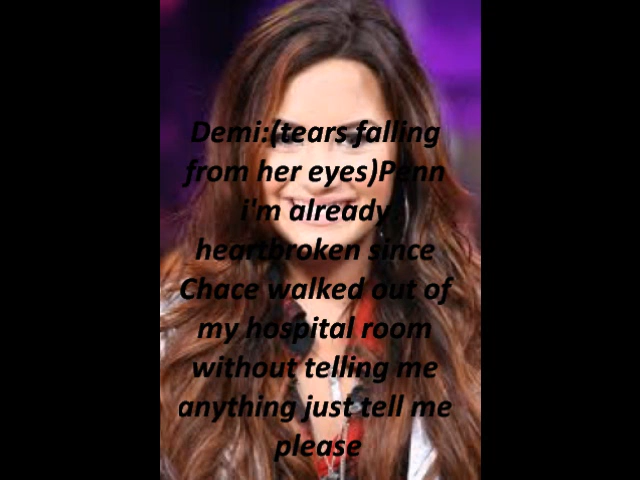 Demi:(tears falling
from her eyes)Penn
i'm already
heartbroken since
Chace walked out of
my hospital room
without telling me
anything just tell me
please